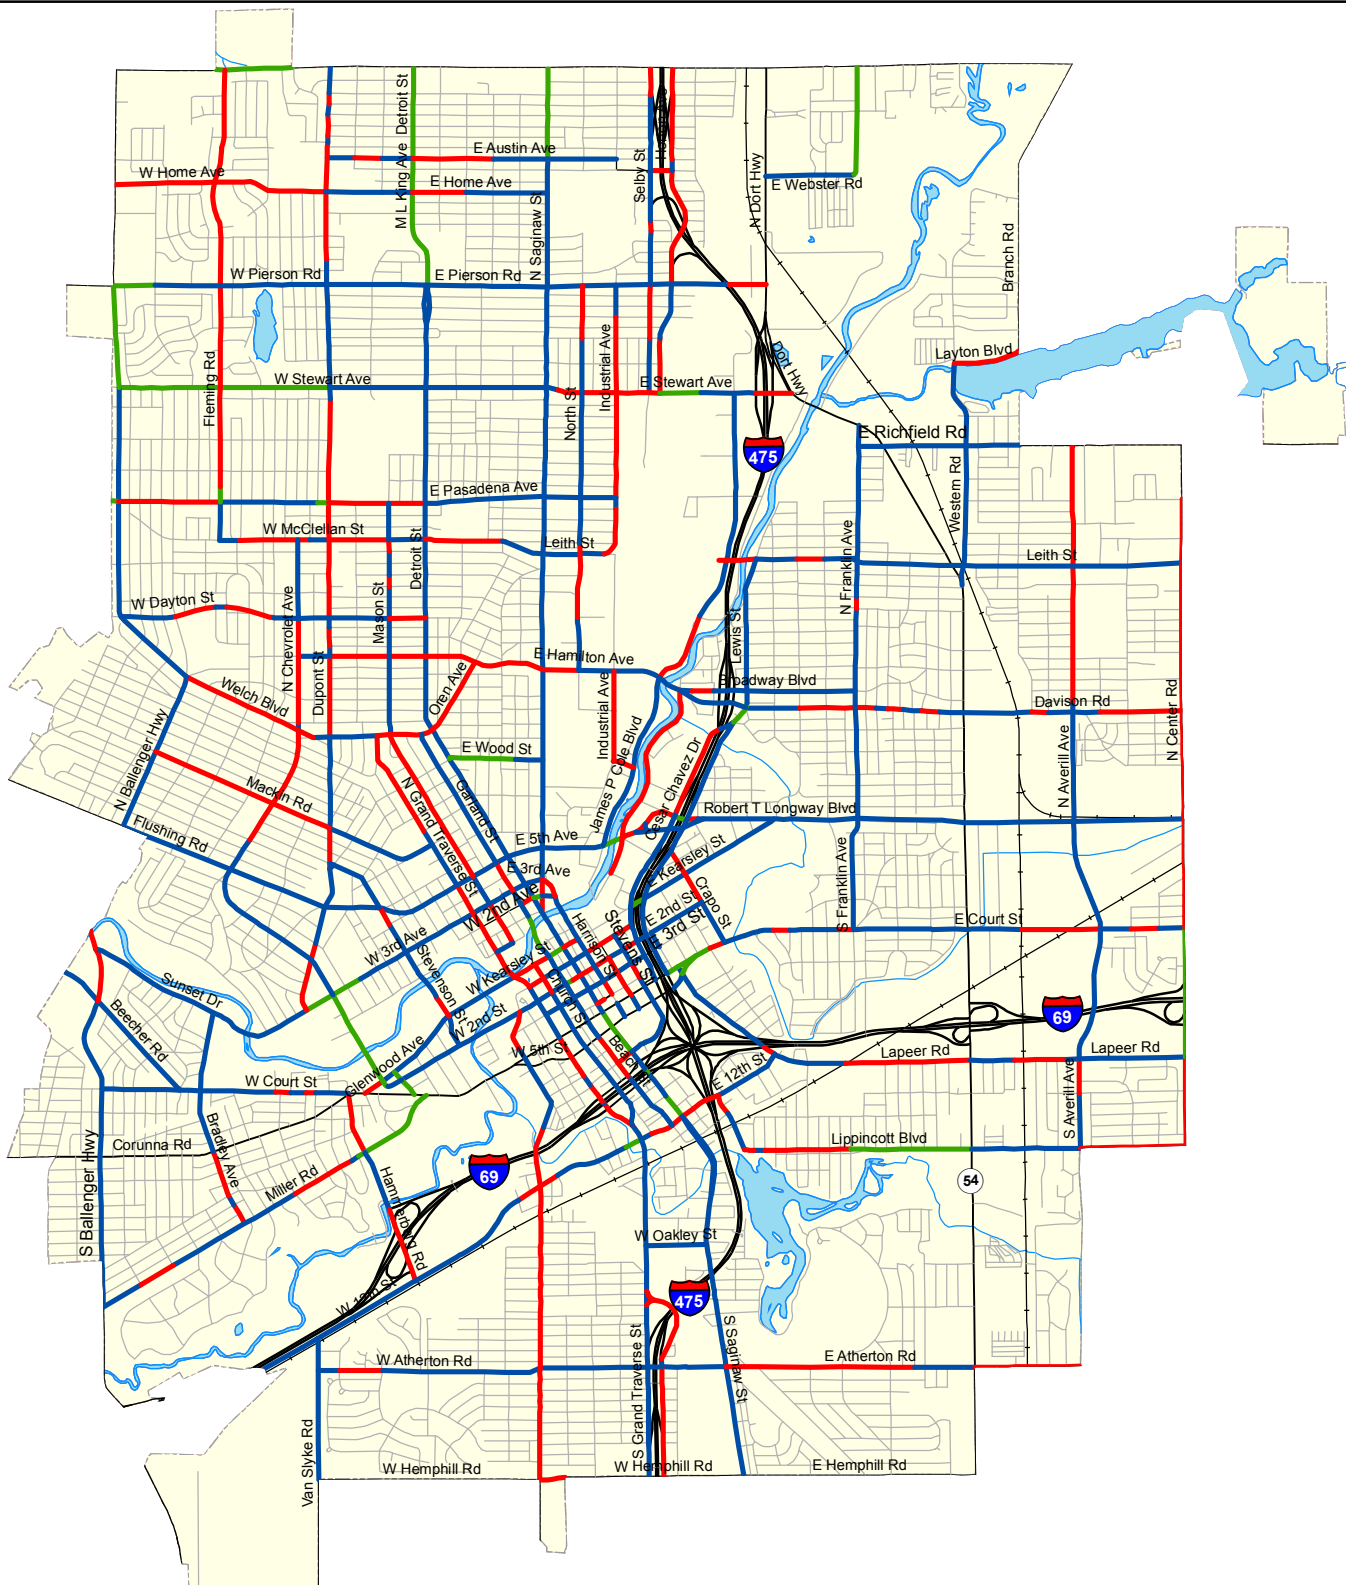 M L King Ave
Detroit St
E Austin Ave
W Home Ave
E Home Ave
N Saginaw St
Selby St
N Dort Hwy
E Webster Rd
Branch Rd
W Pierson Rd
E Pierson Rd
Fleming Rd
W Stewart Ave
North St
Industrial Ave
E Stewart Ave
Dort Hwy
Layton Blvd
475
E Richfield Rd
Western Rd
E Pasadena Ave
W McClellan St
Leith St
Detroit St
N Franklin Ave
Leith St
W Dayton St
N Chevrolet Ave
Mason St
Dupont St
Lewis St
E Hamilton Ave
Oren Ave
Welch Blvd
Industrial Ave
Broadway Blvd
Davison Rd
N Center Rd
N Ballenger Hwy
E Wood St
James P Cole Blvd
Cesar Chavez Dr
N Averill Ave
Mackin Rd
N Grand Traverse St
Garland St
Robert T Longway Blvd
Flushing Rd
E 5th Ave
E 3rd Ave
E Kearsley St
W 2nd Ave
Crapo St
E 2nd St
E 3rd St
S Franklin Ave
E Court St
W 3rd Ave
Stevenson St
W Kearsley St
Harrison St
Stevens St
Church St
Sunset Dr
Beecher Rd
W 2nd St
69
W 5th St
Beach St
Lapeer Rd
Lapeer Rd
Glenwood Ave
W Court St
E 12th St
S Averill Ave
Corunna Rd
Bradley Ave
Lippincott Blvd
S Ballenger Hwy
Miller Rd
69
Hammerberg Rd
54
W Oakley St
W 12th St
475
S Saginaw St
S Grand Traverse St
W Atherton Rd
E Atherton Rd
Van Slyke Rd
W Hemphill Rd
W Hemphill Rd
E Hemphill Rd